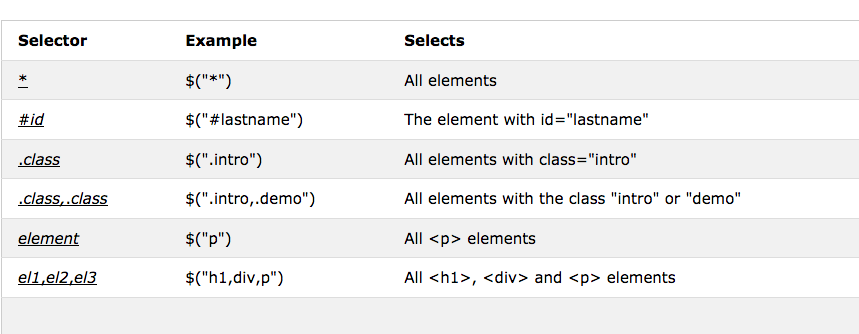 Selector Example Selects
* $("*") All elements
#id $("#lastname") The element with id="lastname"
.class $(".intro") All elements with class="intro"
.class,.class $(".intro,.demo") All elements with the class "intro" or "demo"
element $("p") All <p> elements
el1,el2,el3 $("h1,div,p") All <h1>, <div> and <p> elements